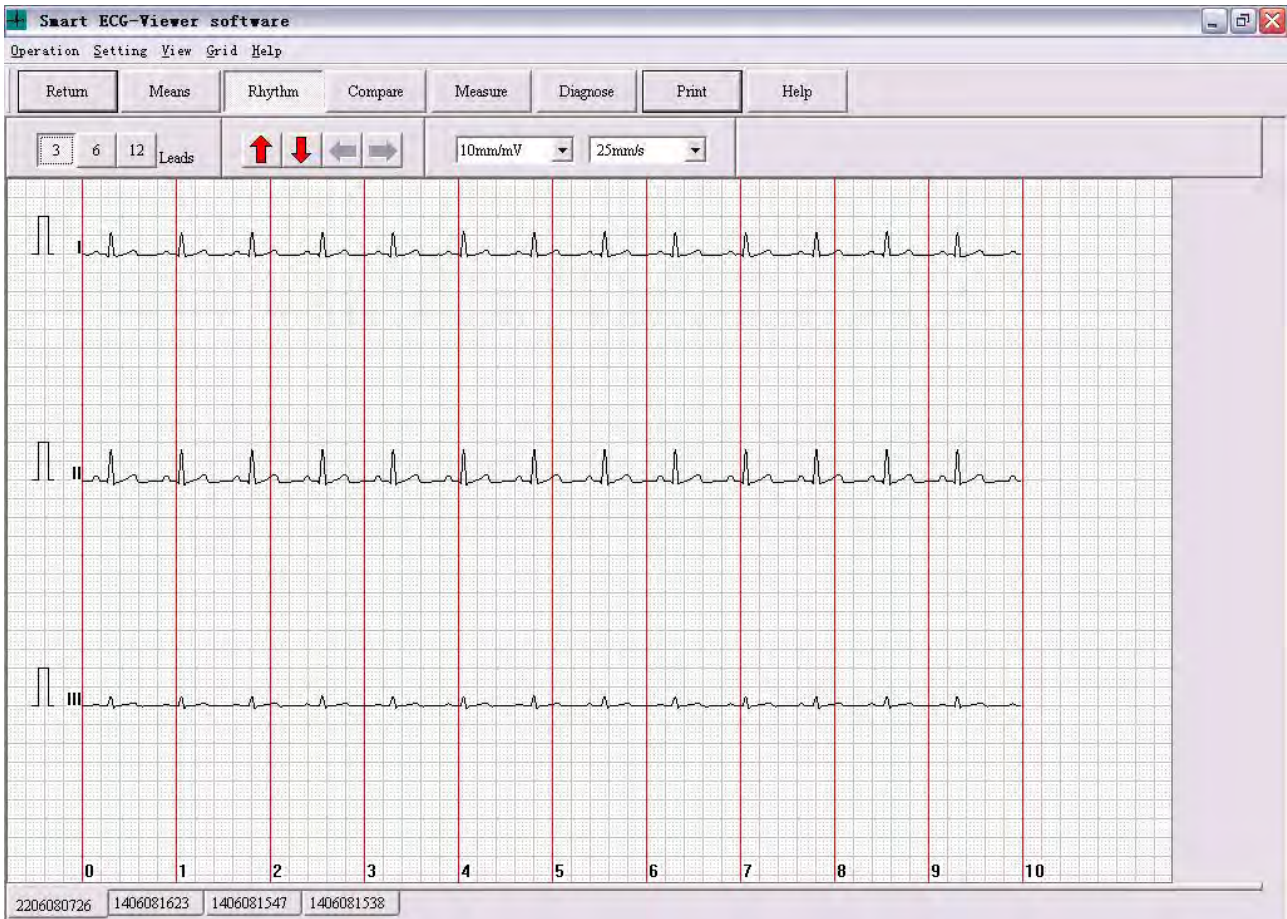 Smart ECG-Viewer software
Operation Setting View Grid Help
Return Means Rhythm Compare Measure Diagnose Print Help
3 6 12 Leads 10mm/mV 25mm/s
I
II
III
0 1 2 3 4 5 6 7 8 9 10
2206080726 1406081623 1406081547 1406081538